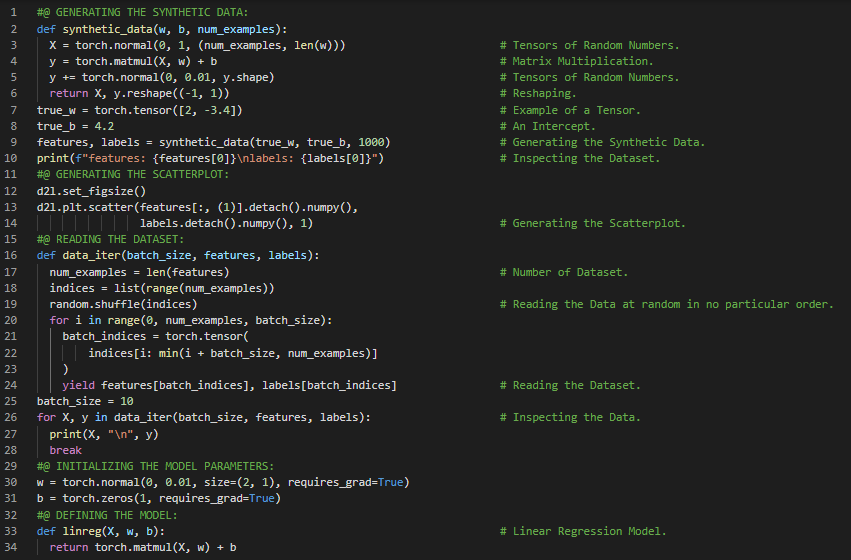 1 #@ GENERATING THE SYNTHETIC DATA:
2 def synthetic_data(w, b, num_examples):
3 X = torch.normal(0, 1, (num_examples, len(w))) # Tensors of Random Numbers.
4 y = torch.matmul(X, w) + b # Matrix Multiplication.
5 y += torch.normal(0, 0.01, y.shape) # Tensors of Random Numbers.
6 return X, y.reshape((-1, 1)) # Reshaping.
7 true_w = torch.tensor([2, -3.4]) # Example of a Tensor.
8 true_b = 4.2 # An Intercept.
9 features, labels = synthetic_data(true_w, true_b, 1000) # Generating the Synthetic Data.
10 print(f"features: {features[0]}\nlabels: {labels[0]}") # Inspecting the Dataset.
11 #@ GENERATING THE SCATTERPLOT:
12 d2l.set_figsize()
13 d2l.plt.scatter(features[:, (1)].detach().numpy(),
14 labels.detach().numpy(), 1) # Generating the Scatterplot.
15 #@ READING THE DATASET:
16 def data_iter(batch_size, features, labels):
17 num_examples = len(features) # Number of Dataset.
18 indices = list(range(num_examples))
19 random.shuffle(indices) # Reading the Data at random in no particular order.
20 for i in range(0, num_examples, batch_size):
21 batch_indices = torch.tensor(
22 indices[i: min(i + batch_size, num_examples)]
23 )
24 yield features[batch_indices], labels[batch_indices] # Reading the Dataset.
25 batch_size = 10
26 for X, y in data_iter(batch_size, features, labels): # Inspecting the Data.
27 print(X, "\n", y)
28 break
29 #@ INITIALIZING THE MODEL PARAMETERS:
30 w = torch.normal(0, 0.01, size=(2, 1), requires_grad=True)
31 b = torch.zeros(1, requires_grad=True)
32 #@ DEFINING THE MODEL:
33 def linreg(X, w, b): # Linear Regression Model.
34 return torch.matmul(X, w) + b